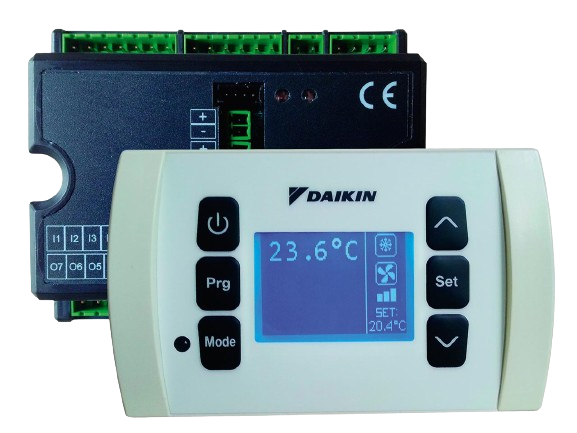 CE
+
-
+
DAIKIN
I1 I2 I3
O7 O6 O5
Prg
Mode
23.6°C
SET:
20.4°C
Set